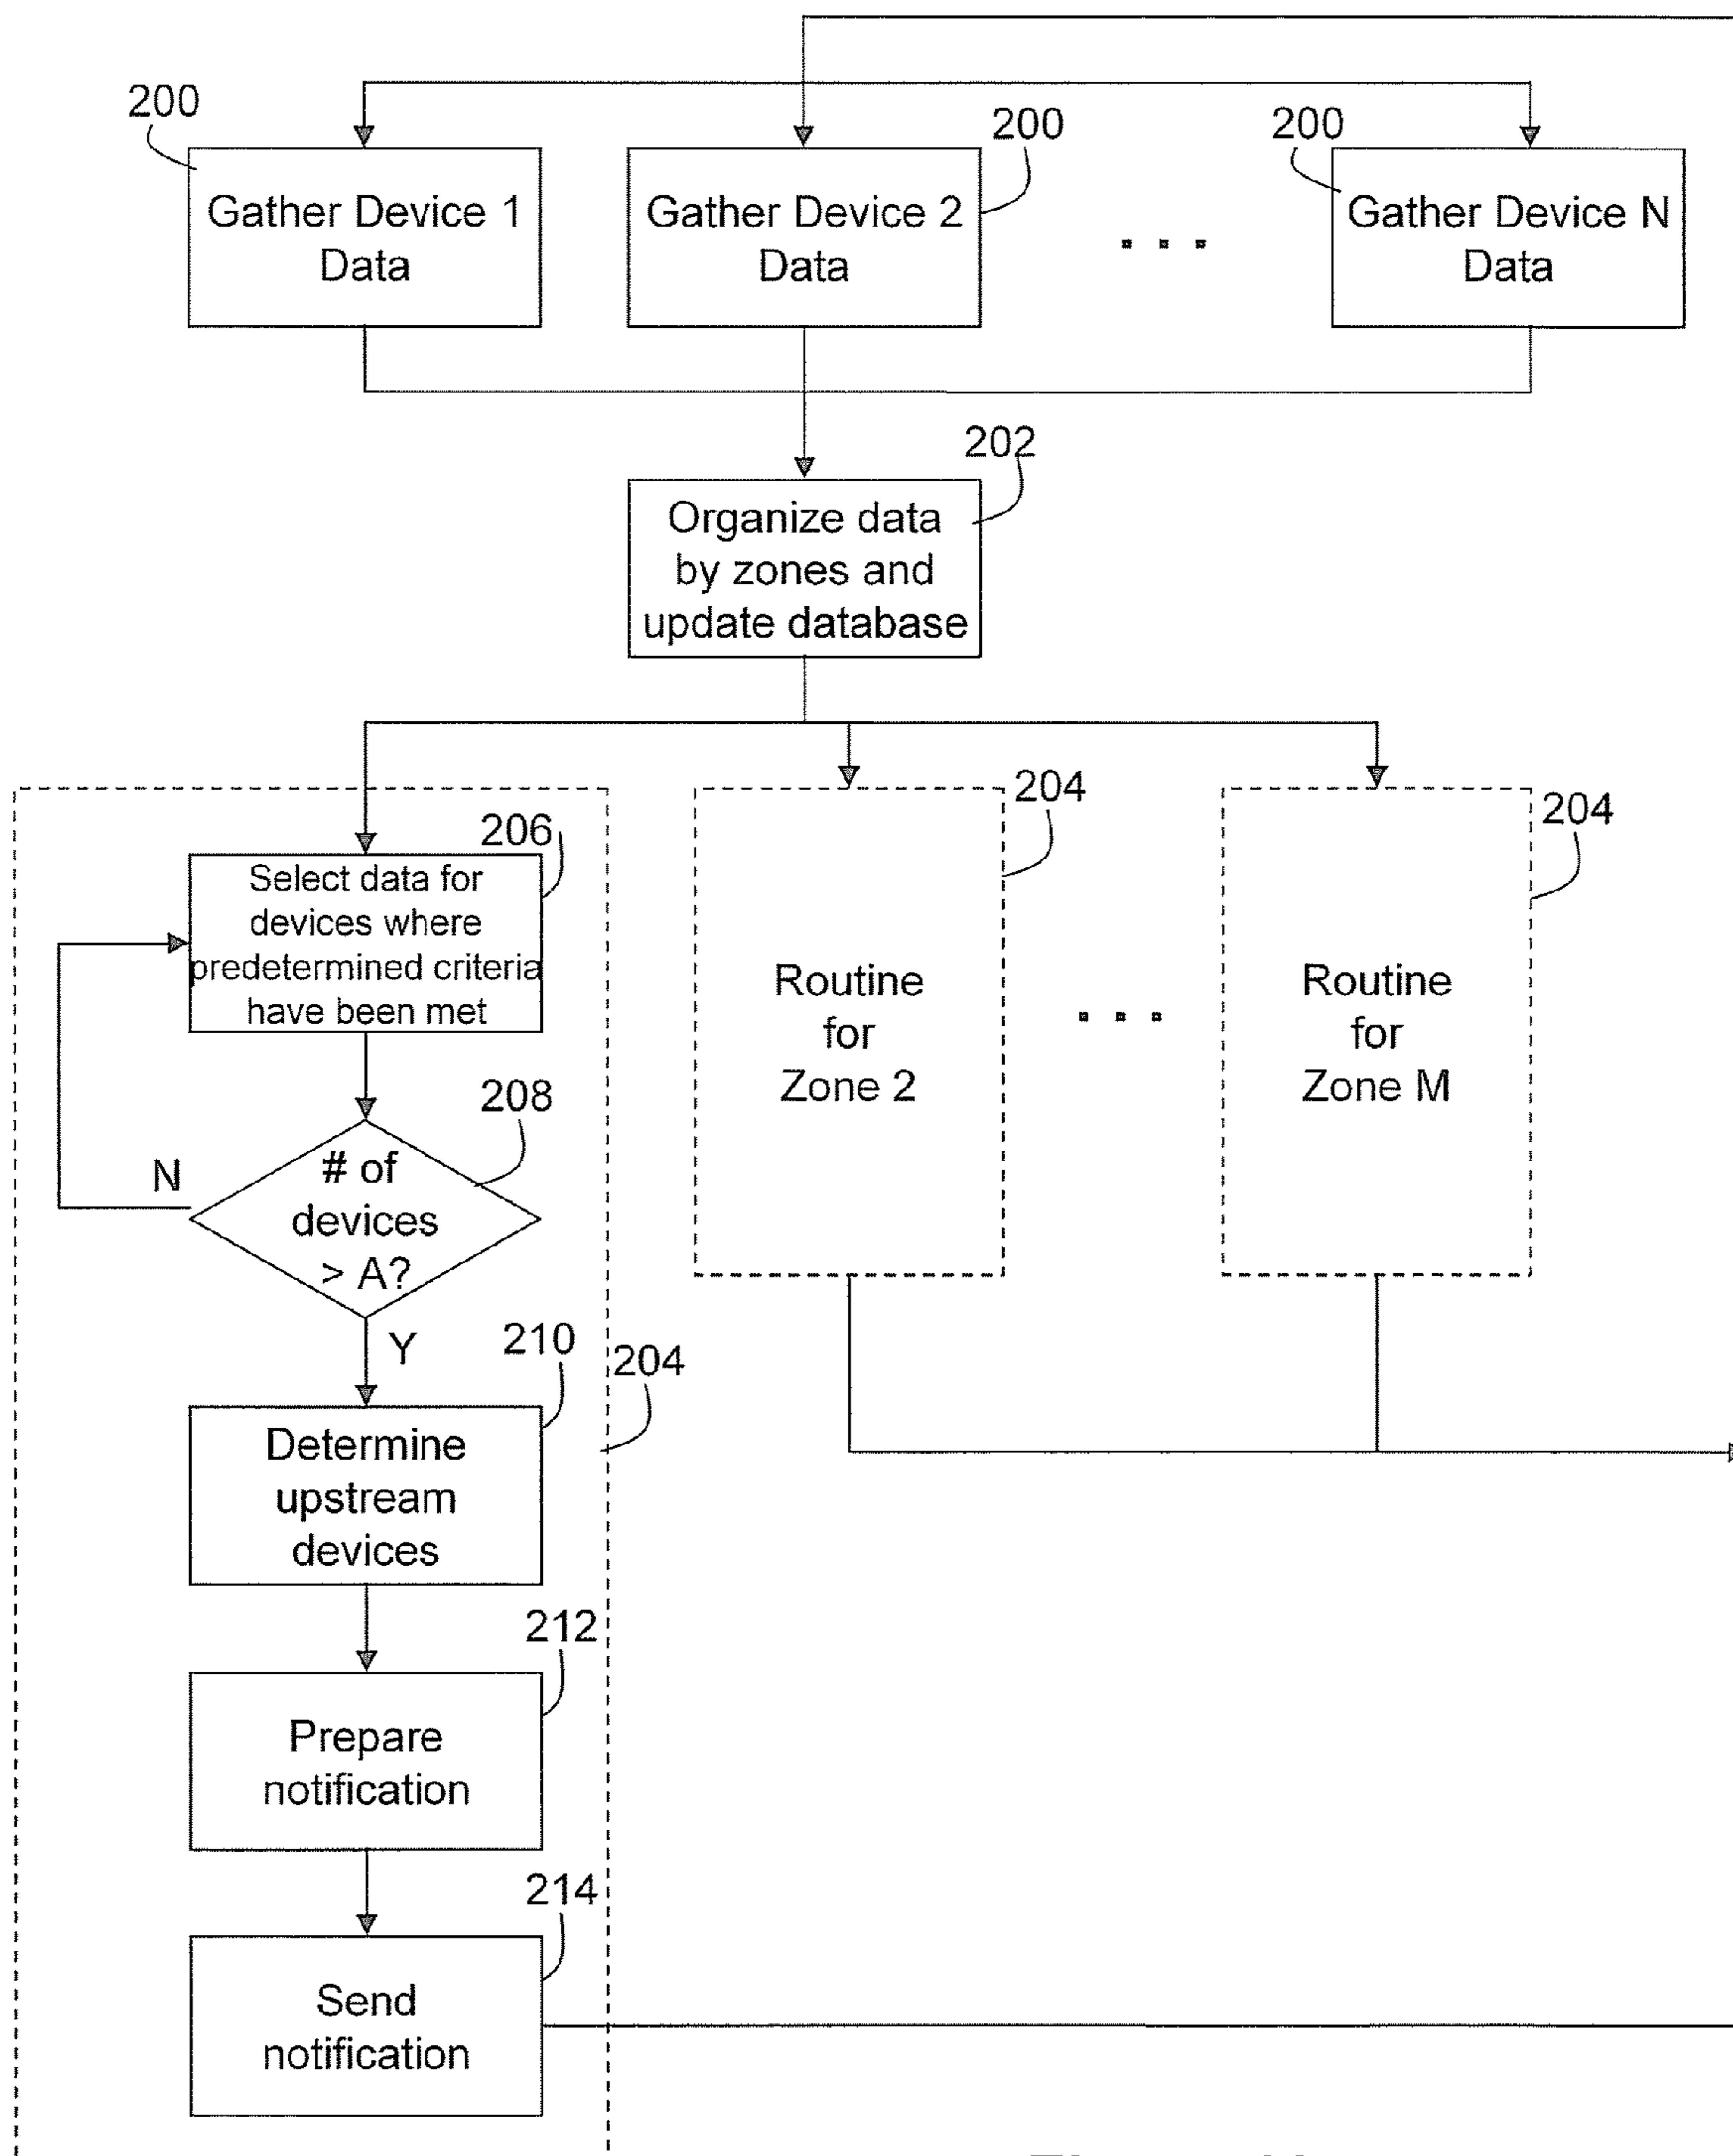 200
200
200
Gather Device 1
Data
Gather Device 2
Data
. . .
Gather Device N
Data
202
Organize data
by zones and
update database
204
204
206
Select data for
devices where
predetermined criteria
have been met
Routine
for
Zone 2
. . .
Routine
for
Zone M
208
# of
devices
> A?
N
Y
210
204
Determine
upstream
devices
212
Prepare
notification
214
Send
notification